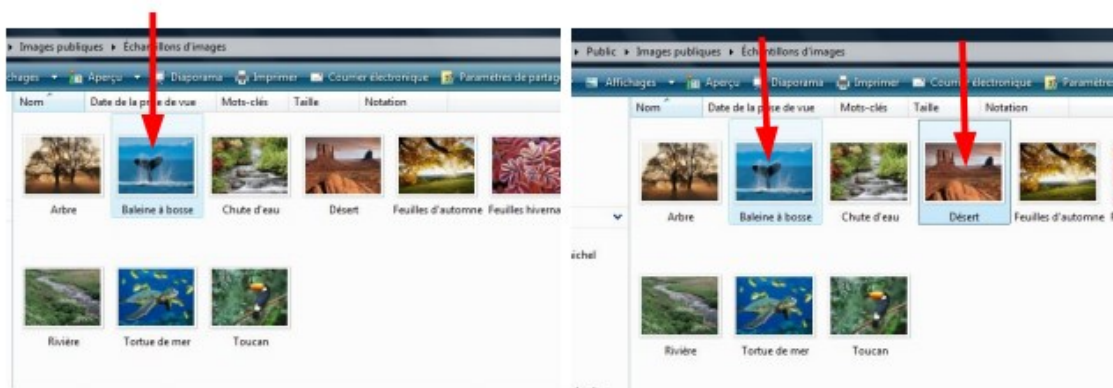 Images publiques ▸ Échantillons d'images
chages Aperçu Diaporama Imprimer Courrier électronique Paramètres de partag
Nom Date de la prise de vue Mots-clés Taille Notation
Arbre Baleine à bosse Chute d'eau Désert Feuilles d'automne Feuilles hiverna
Rivière Tortue de mer Toucan
Public ▸ Images publiques ▸ Échantillons d'images
Affichages Aperçu Diaporama Imprimer Courrier électronique Paramètres
Nom Date de la prise de vue Mots-clés Taille Notation
Arbre Baleine à bosse Chute d'eau Désert Feuilles d'automne
ichel
Rivière Tortue de mer Toucan